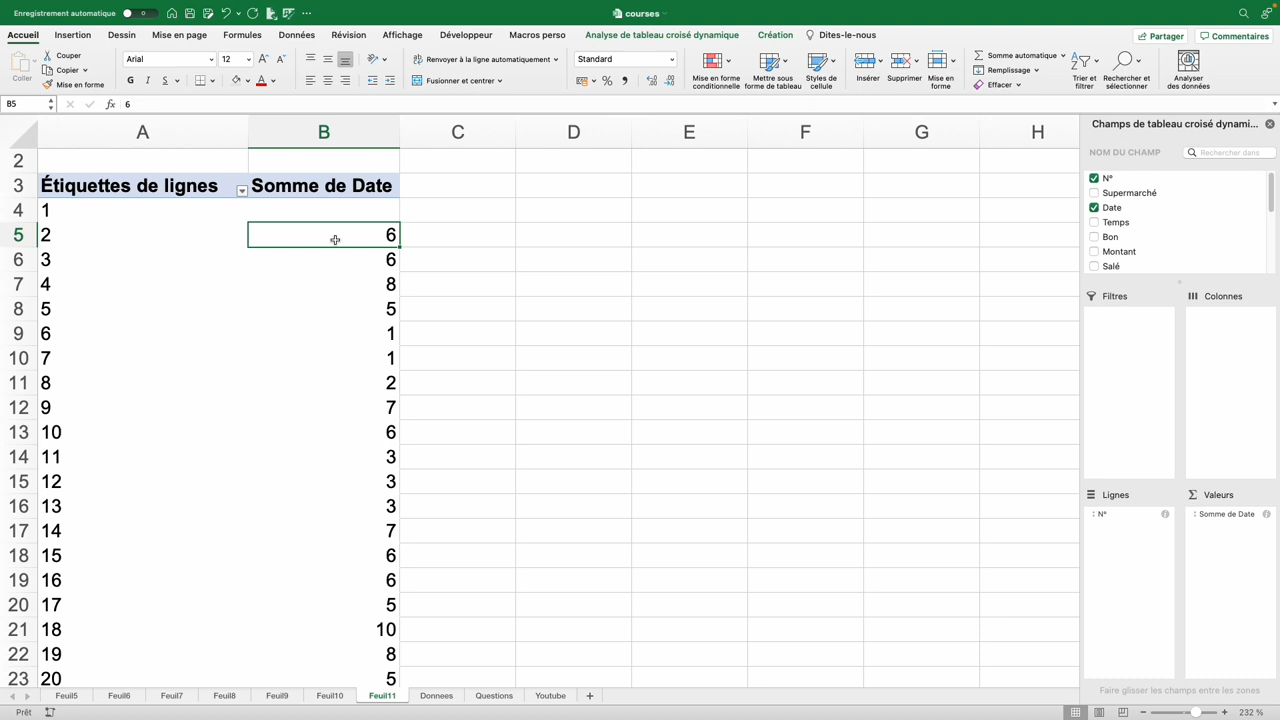 Enregistrement automatique
courses
Accueil Insertion Dessin Mise en page Formules Données Révision Affichage Développeur Macros perso Analyse de tableau croisé dynamique Création Dites-le-nous
Partager Commentaires
Coller
Couper
Copier
Mise en forme
Arial 12
G I S
Renvoyer à la ligne automatiquement
Fusionner et centrer
Standard
Mise en forme conditionnelle
Mettre sous forme de tableau
Styles de cellule
Insérer
Supprimer
Mise en forme
Somme automatique
Remplissage
Effacer
Trier et filtrer
Rechercher et sélectionner
Analyser des données
B5 fx 6
A B C D E F G H
2
3 Étiquettes de lignes Somme de Date
4 1
5 2 6
6 3 6
7 4 8
8 5 5
9 6 1
10 7 1
11 8 2
12 9 7
13 10 6
14 11 3
15 12 3
16 13 3
17 14 7
18 15 6
19 16 6
20 17 5
21 18 10
22 19 8
23 20 5
Champs de tableau croisé dynami...
NOM DU CHAMP
Rechercher dans
N°
Supermarché
Date
Temps
Bon
Montant
Salé
Filtres
Colonnes
Lignes
Valeurs
N°
Somme de Date
Faire glisser les champs entre les zones
Feuil5 Feuil6 Feuil7 Feuil8 Feuil9 Feuil10 Feuil11 Donnees Questions Youtube
Prêt
232 %